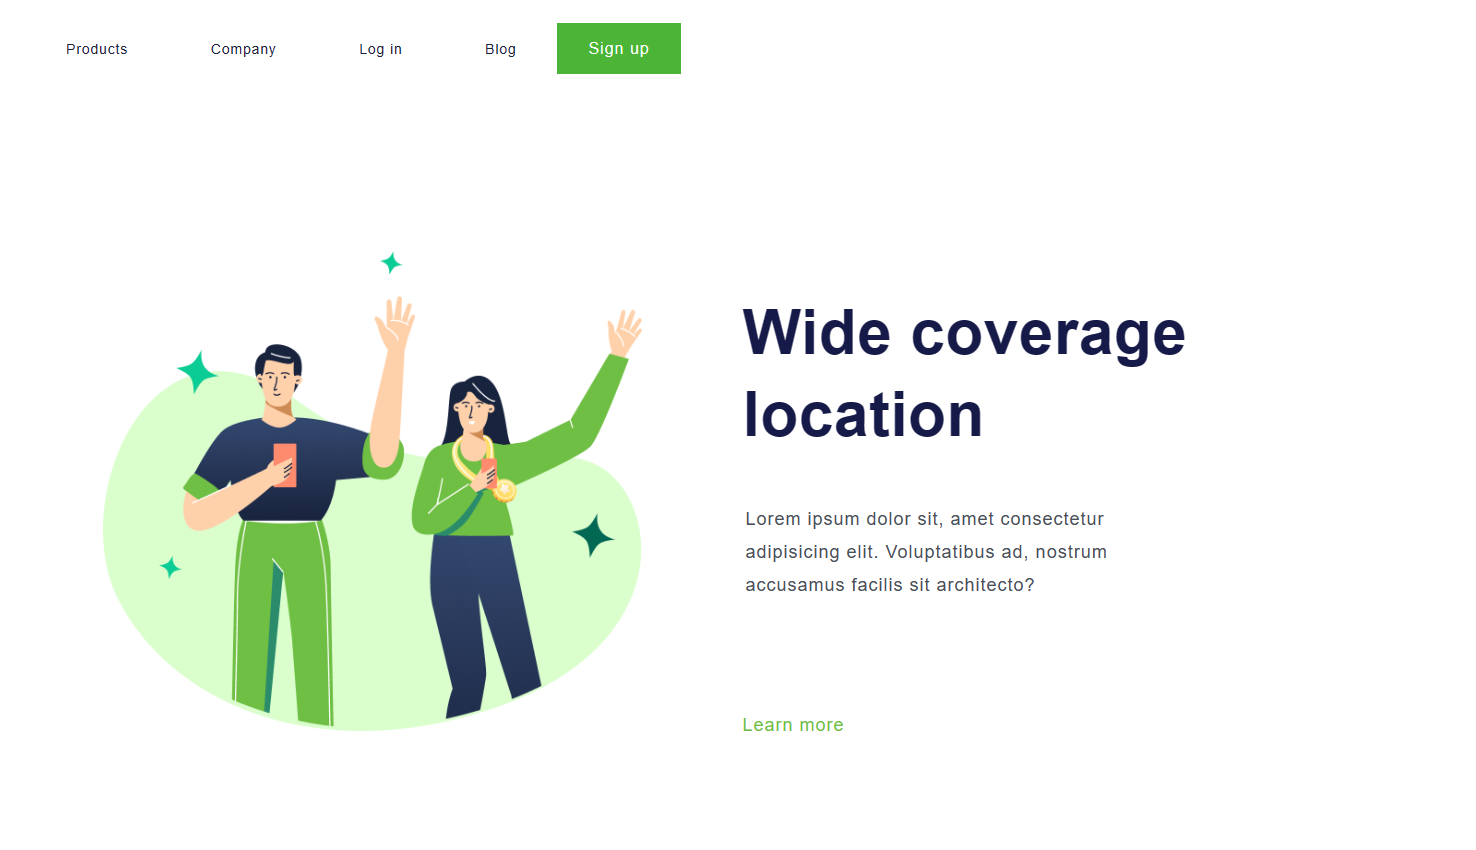 Products Company Log in Blog Sign up
Wide coverage
location
Lorem ipsum dolor sit, amet consectetur
adipisicing elit. Voluptatibus ad, nostrum
accusamus facilis sit architecto?
Learn more